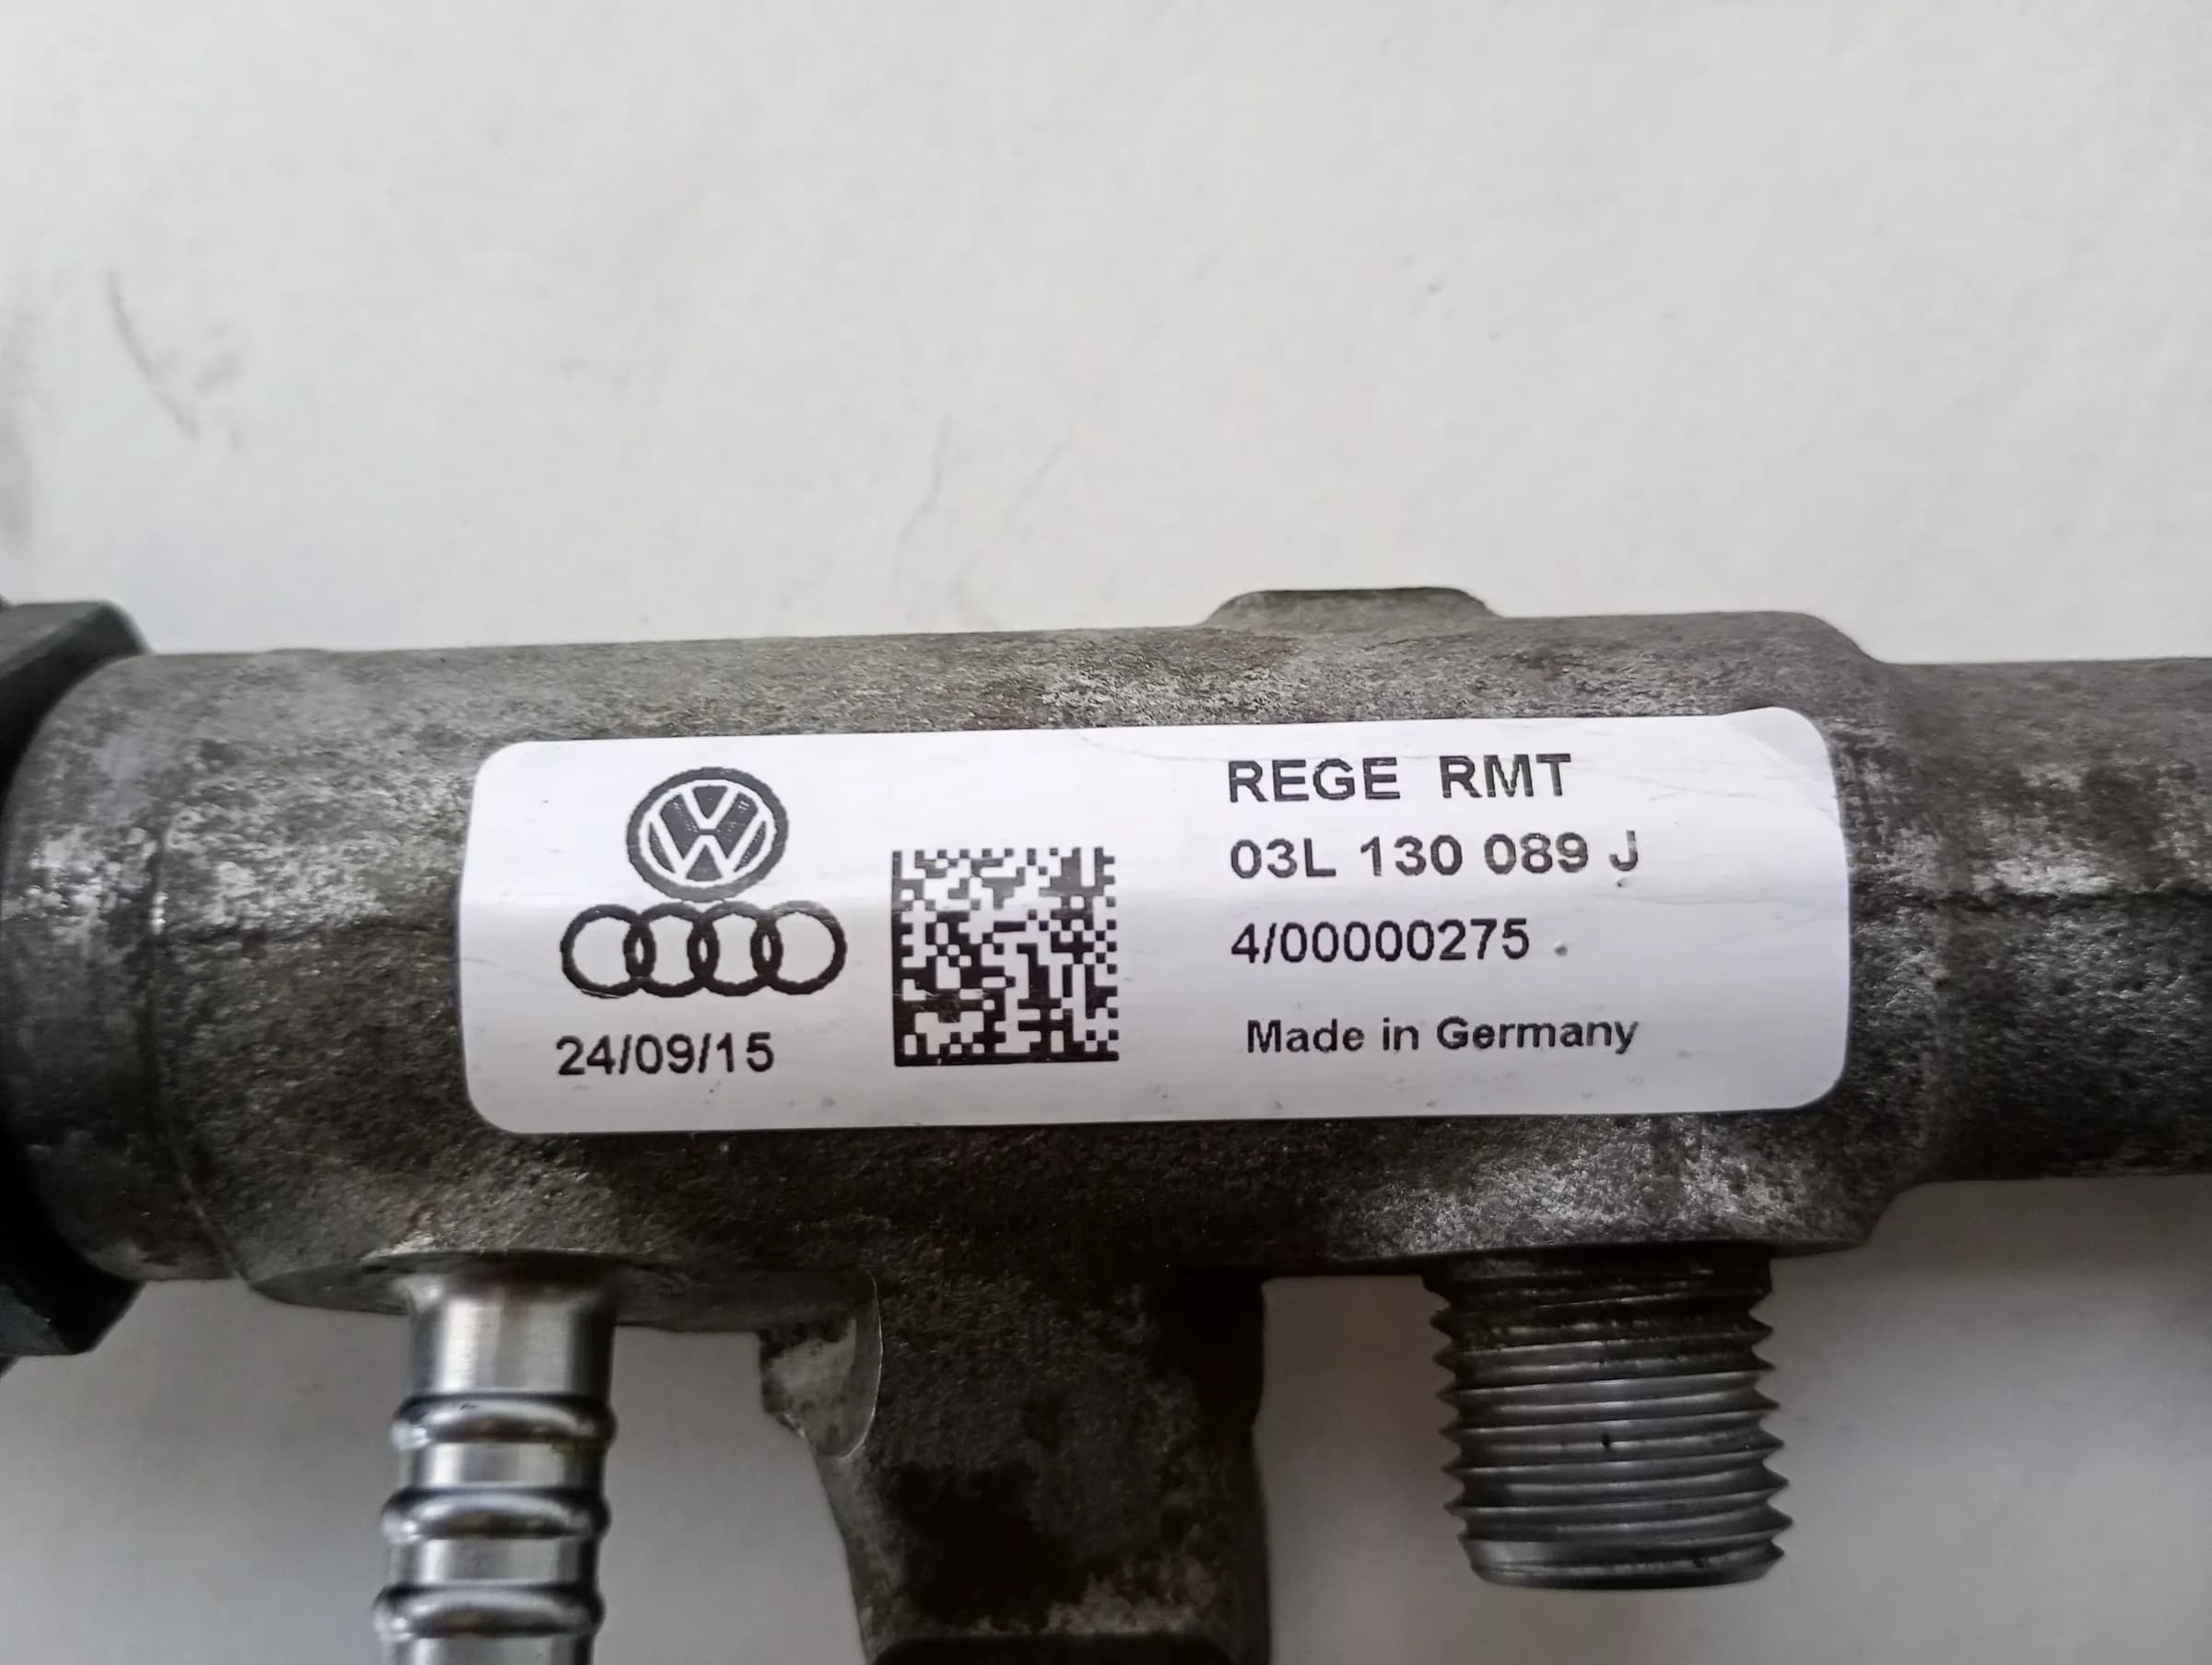 24/09/15
REGE RMT
03L 130 089 J
4/00000275
Made in Germany